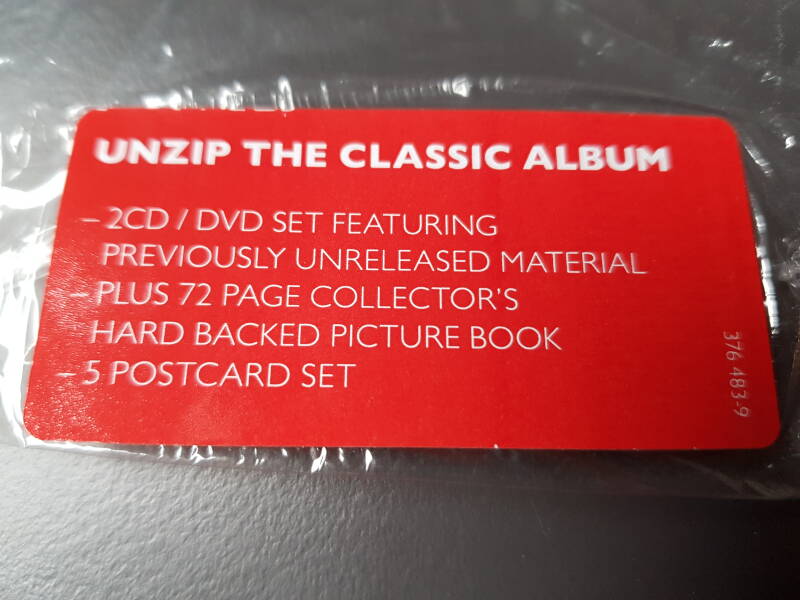 UNZIP THE CLASSIC ALBUM
– 2CD / DVD SET FEATURING
PREVIOUSLY UNRELEASED MATERIAL
– PLUS 72 PAGE COLLECTOR'S
HARD BACKED PICTURE BOOK
– 5 POSTCARD SET
376 483-9